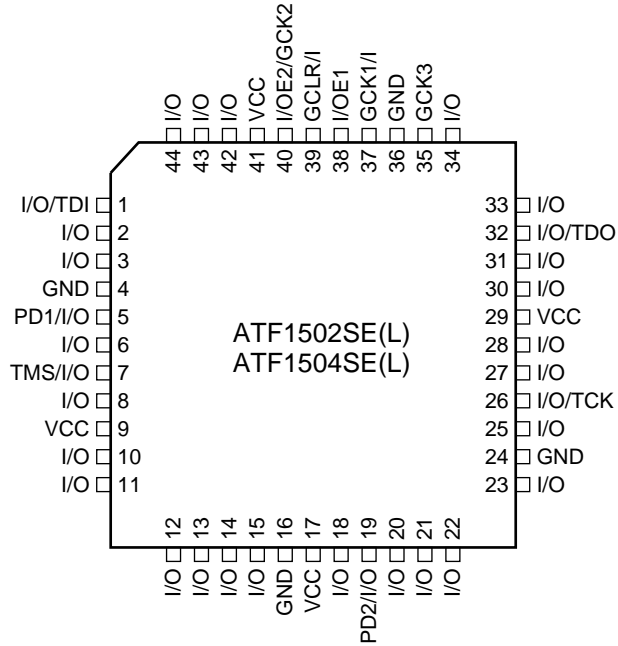 I/O
I/O
I/O
VCC
I/OE2/GCK2
GCLR/I
I/OE1
GCK1/I
GND
GCK3
I/O
44
43
42
41
40
39
38
37
36
35
34
I/O/TDI 1
I/O 2
I/O 3
GND 4
PD1/I/O 5
I/O 6
TMS/I/O 7
I/O 8
VCC 9
I/O 10
I/O 11
ATF1502SE(L)
ATF1504SE(L)
33 I/O
32 I/O/TDO
31 I/O
30 I/O
29 VCC
28 I/O
27 I/O
26 I/O/TCK
25 I/O
24 GND
23 I/O
12
13
14
15
16
17
18
19
20
21
22
I/O
I/O
I/O
I/O
GND
VCC
I/O
PD2/I/O
I/O
I/O
I/O